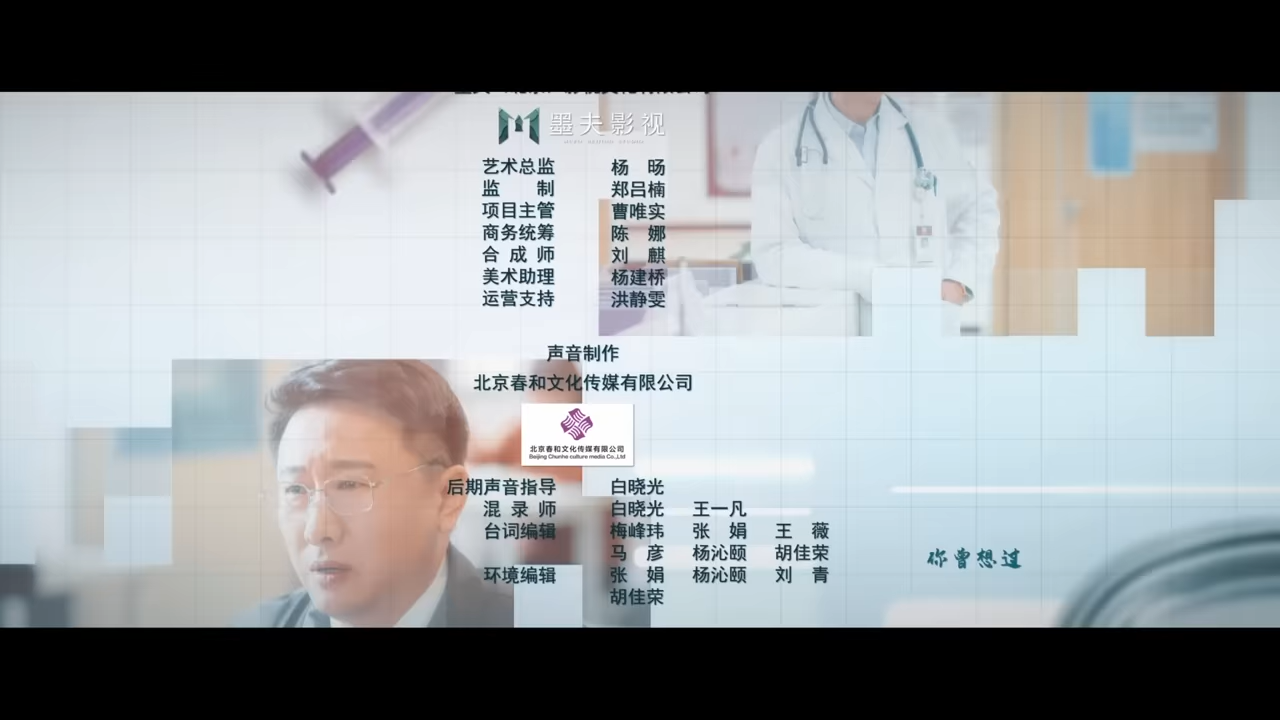 墨夫影视
艺术总监 杨 旸
监 制 郑吕楠
项目主管 曹唯实
商务统筹 陈 娜
合 成 师 刘 麒
美术助理 杨建桥
运营支持 洪静雯
声音制作
北京春和文化传媒有限公司
北京春和文化传媒有限公司
Beijing Chunhe culture media Co.,Ltd
后期声音指导 白晓光
混 录 师 白晓光 王一凡
台词编辑 梅峰玮 张 娟 王 薇
马 彦 杨沁颐 胡佳荣
环境编辑 张 娟 杨沁颐 刘 青
胡佳荣
你曾想过